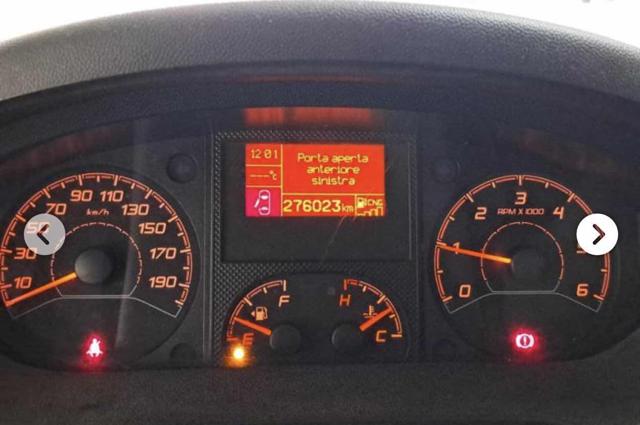 12:01
Porta aperta
anteriore
sinistra
----°C
276023 km
CNG
10
30
50
70
90
110
130
150
170
190
km/h
0
1
2
3
4
5
6
RPM X 1000
E
F
H
C